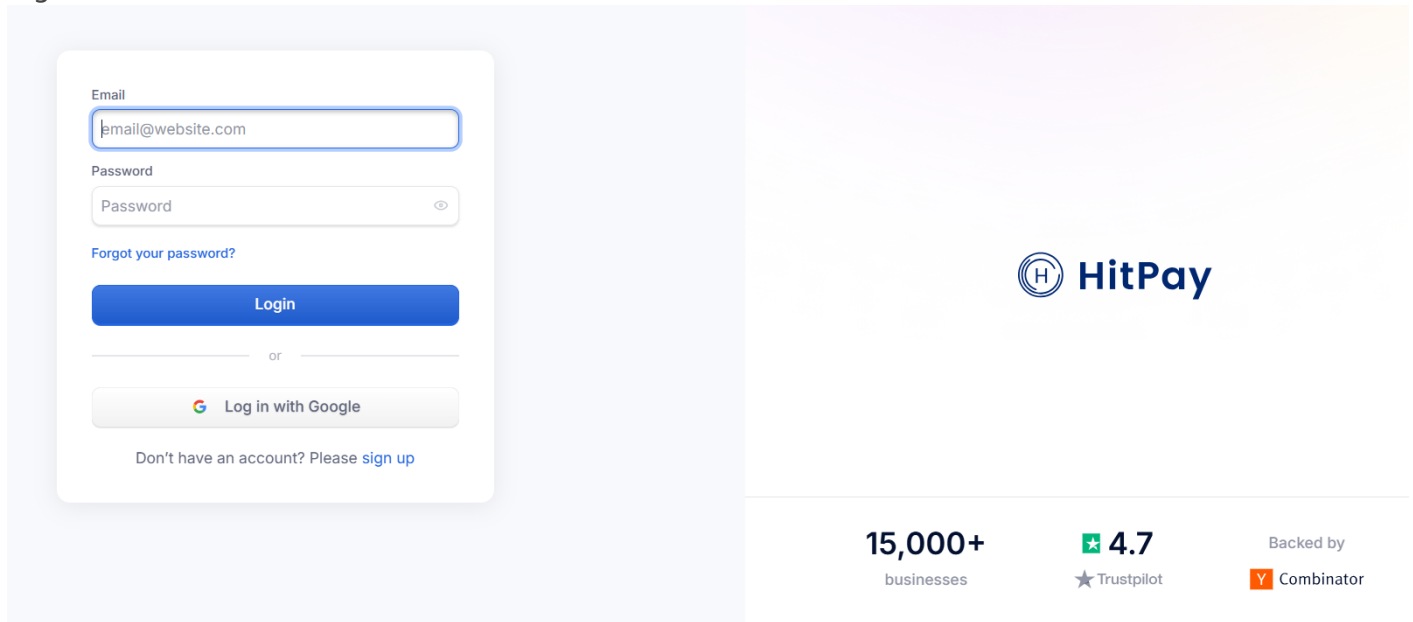 Email
email@website.com
Password
Password
Forgot your password?
Login
or
Log in with Google
Don't have an account? Please sign up
H HitPay
15,000+
businesses
4.7
Trustpilot
Backed by
Y Combinator